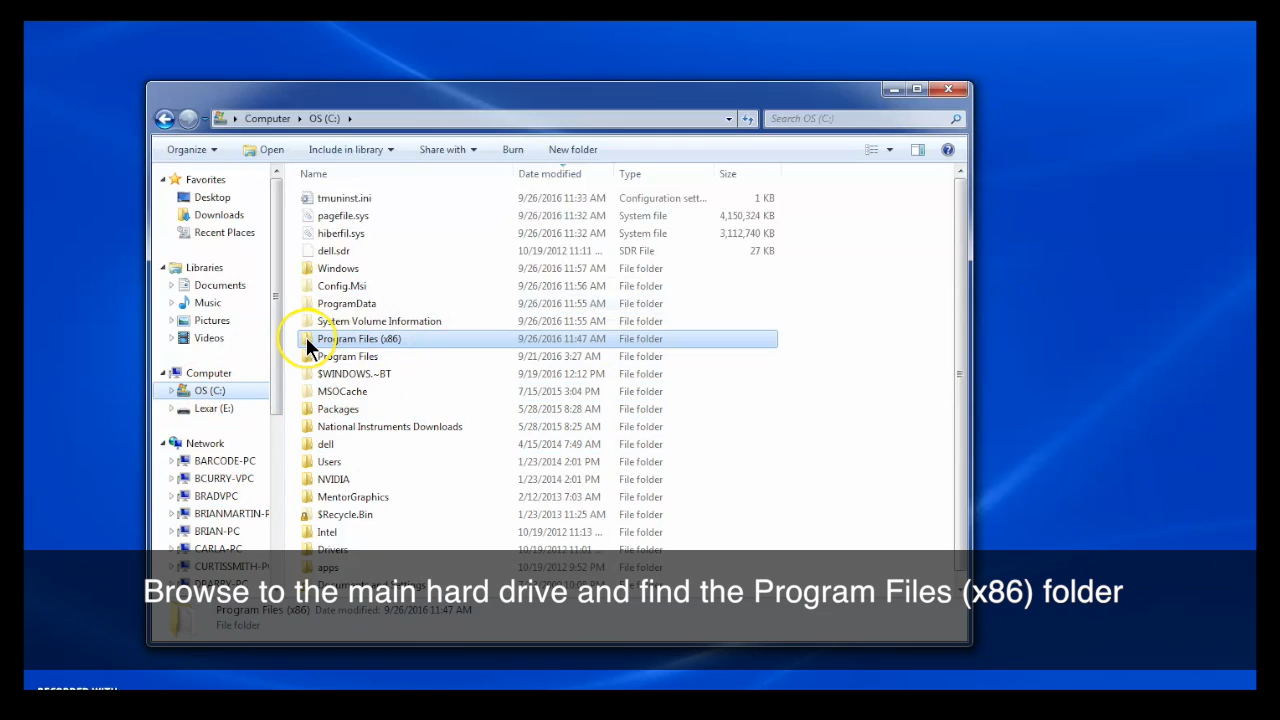 Computer ▸ OS (C:) ▸
Search OS (C:)
Organize Open Include in library Share with Burn New folder
Name Date modified Type Size
Favorites
Desktop
Downloads
Recent Places
Libraries
Documents
Music
Pictures
Videos
Computer
OS (C:)
Lexar (E:)
Network
BARCODE-PC
BCURRY-VPC
BRADVPC
BRIANMARTIN-P
BRIAN-PC
CARLA-PC
CURTISSMITH-P
tmuninst.ini 9/26/2016 11:33 AM Configuration sett... 1 KB
pagefile.sys 9/26/2016 11:32 AM System file 4,150,324 KB
hiberfil.sys 9/26/2016 11:32 AM System file 3,112,740 KB
dell.sdr 10/19/2012 11:11 ... SDR File 27 KB
Windows 9/26/2016 11:57 AM File folder
Config.Msi 9/26/2016 11:56 AM File folder
ProgramData 9/26/2016 11:55 AM File folder
System Volume Information 9/26/2016 11:55 AM File folder
Program Files (x86) 9/26/2016 11:47 AM File folder
Program Files 9/21/2016 3:27 AM File folder
$WINDOWS.~BT 9/19/2016 12:12 PM File folder
MSOCache 7/15/2015 3:04 PM File folder
Packages 5/28/2015 8:28 AM File folder
National Instruments Downloads 5/28/2015 8:25 AM File folder
dell 4/15/2014 7:49 AM File folder
Users 1/23/2014 2:01 PM File folder
NVIDIA 1/23/2014 2:01 PM File folder
MentorGraphics 2/12/2013 7:03 AM File folder
$Recycle.Bin 1/23/2013 11:25 AM File folder
Intel 10/19/2012 11:13 ... File folder
Drivers 10/19/2012 11:01 ... File folder
apps 10/19/2012 9:52 PM File folder
Browse to the main hard drive and find the Program Files (x86) folder
Program Files (x86) Date modified: 9/26/2016 11:47 AM
File folder
RECORDED WITH